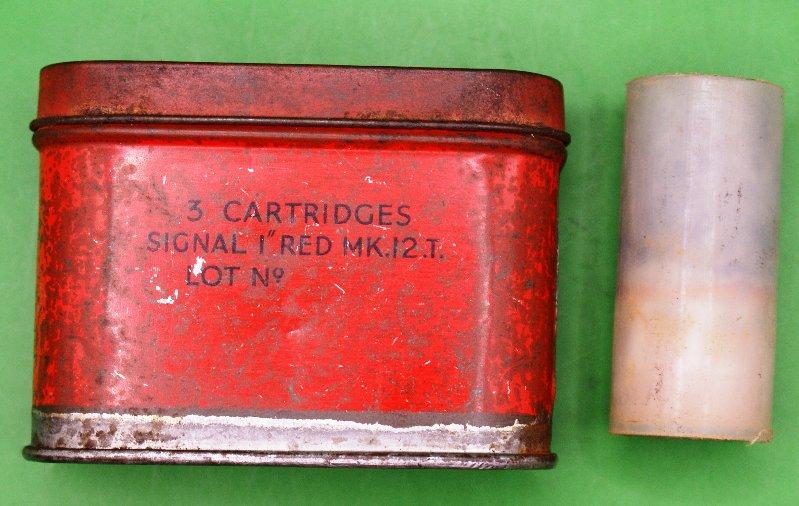 3 CARTRIDGES
SIGNAL 1" RED MK.12.T.
LOT Nº